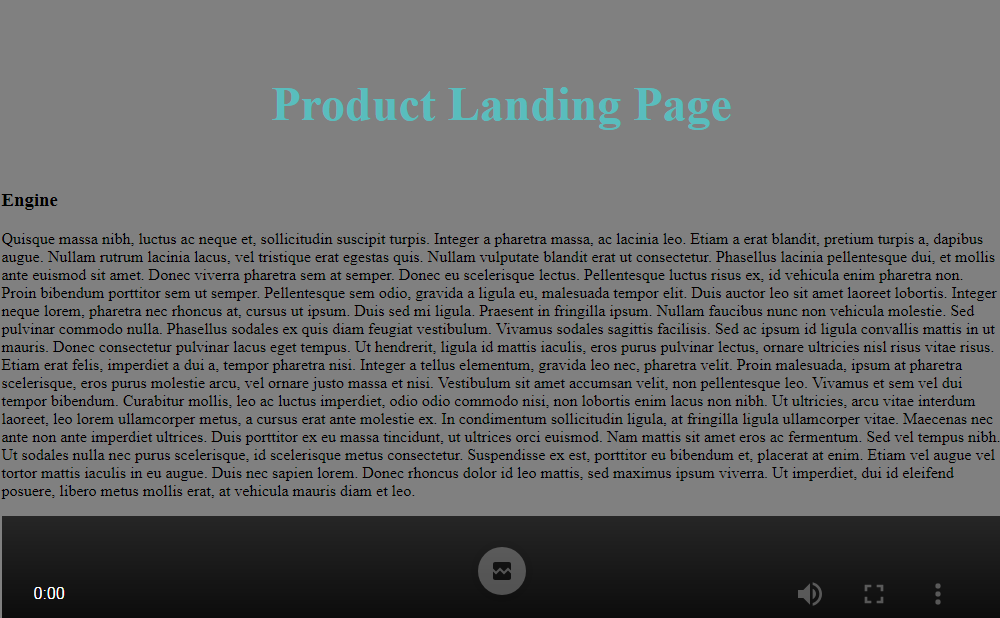 Product Landing Page
Engine
Quisque massa nibh, luctus ac neque et, sollicitudin suscipit turpis. Integer a pharetra massa, ac lacinia leo. Etiam a erat blandit, pretium turpis a, dapibus
augue. Nullam rutrum lacinia lacus, vel tristique erat egestas quis. Nullam vulputate blandit erat ut consectetur. Phasellus lacinia pellentesque dui, et mollis
ante euismod sit amet. Donec viverra pharetra sem at semper. Donec eu scelerisque lectus. Pellentesque luctus risus ex, id vehicula enim pharetra non.
Proin bibendum porttitor sem ut semper. Pellentesque sem odio, gravida a ligula eu, malesuada tempor elit. Duis auctor leo sit amet laoreet lobortis. Integer
neque lorem, pharetra nec rhoncus at, cursus ut ipsum. Duis sed mi ligula. Praesent in fringilla ipsum. Nullam faucibus nunc non vehicula molestie. Sed
pulvinar commodo nulla. Phasellus sodales ex quis diam feugiat vestibulum. Vivamus sodales sagittis facilisis. Sed ac ipsum id ligula convallis mattis in ut
mauris. Donec consectetur pulvinar lacus eget tempus. Ut hendrerit, ligula id mattis iaculis, eros purus pulvinar lectus, ornare ultricies nisl risus vitae risus.
Etiam erat felis, imperdiet a dui a, tempor pharetra nisi. Integer a tellus elementum, gravida leo nec, pharetra velit. Proin malesuada, ipsum at pharetra
scelerisque, eros purus molestie arcu, vel ornare justo massa et nisi. Vestibulum sit amet accumsan velit, non pellentesque leo. Vivamus et sem vel dui
tempor bibendum. Curabitur mollis, leo ac luctus imperdiet, odio odio commodo nisi, non lobortis enim lacus non nibh. Ut ultricies, arcu vitae interdum
laoreet, leo lorem ullamcorper metus, a cursus erat ante molestie ex. In condimentum sollicitudin ligula, at fringilla ligula ullamcorper vitae. Maecenas nec
ante non ante imperdiet ultrices. Duis porttitor ex eu massa tincidunt, ut ultrices orci euismod. Nam mattis sit amet eros ac fermentum. Sed vel tempus nibh.
Ut sodales nulla nec purus scelerisque, id scelerisque metus consectetur. Suspendisse ex est, porttitor eu bibendum et, placerat at enim. Etiam vel augue vel
tortor mattis iaculis in eu augue. Duis nec sapien lorem. Donec rhoncus dolor id leo mattis, sed maximus ipsum viverra. Ut imperdiet, dui id eleifend
posuere, libero metus mollis erat, at vehicula mauris diam et leo.
0:00